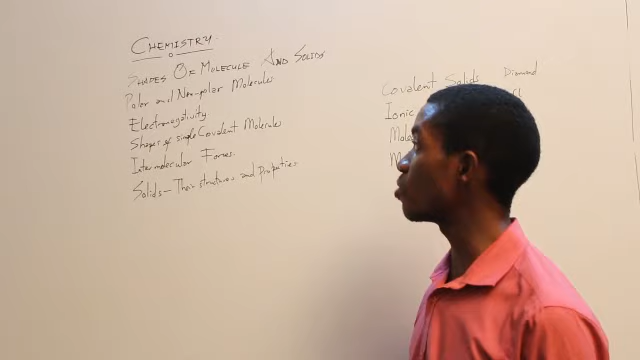 CHEMISTRY.
SHAPES OF MOLECULE AND SOLIDS
Polar and Non-polar Molecules
Electronegativity
Shapes of simple Covalent Molecules
Intermolecular Forces
Solids – Their structures and Properties
Covalent Solids Diamond
Ionic